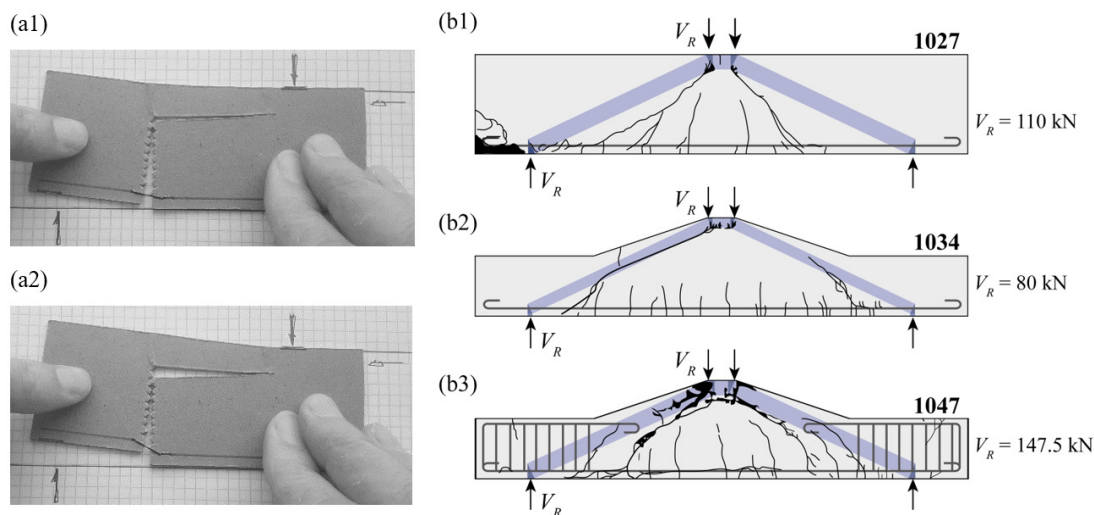 (a1)
(a2)
(b1)
V_R
1027
V_R = 110 kN
V_R
(b2)
V_R
1034
V_R = 80 kN
V_R
(b3)
V_R
1047
V_R = 147.5 kN
V_R